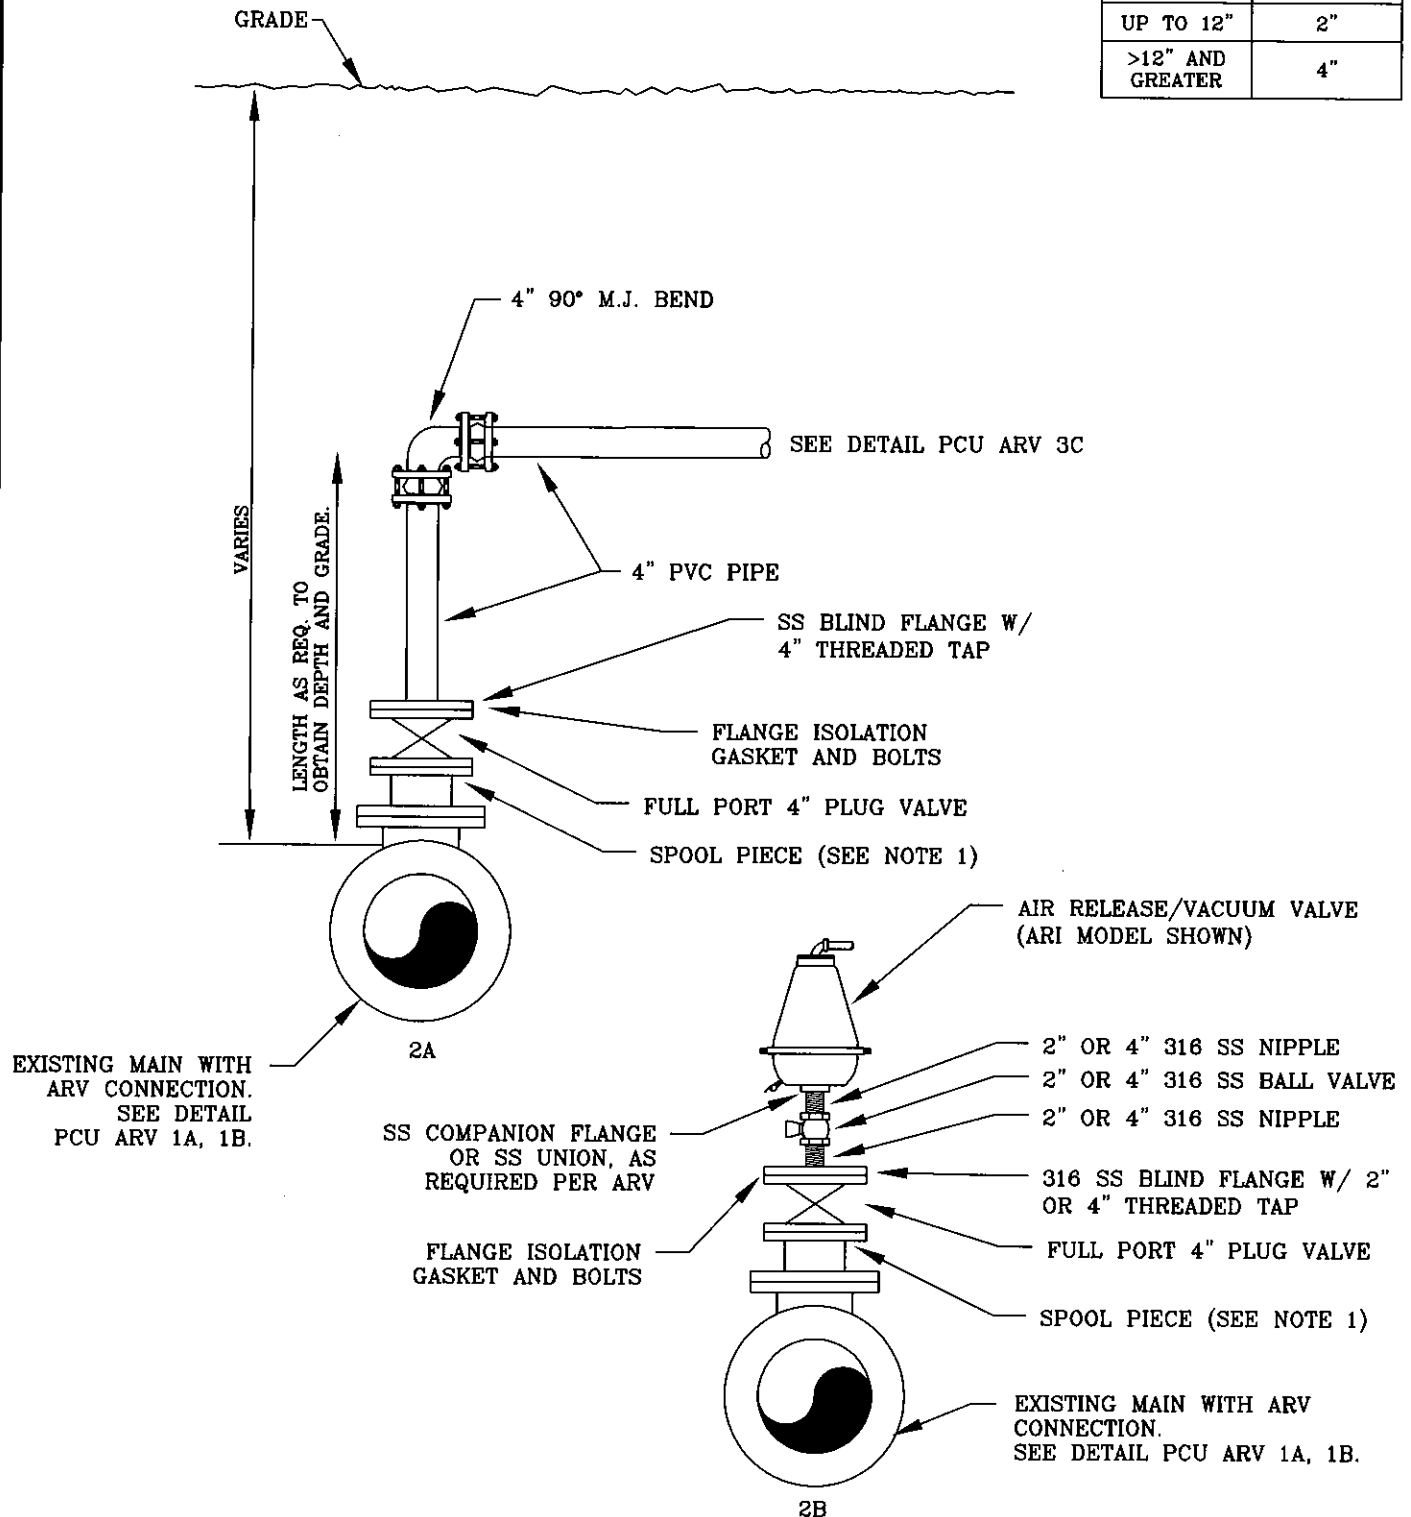 GRADE
UP TO 12" 2"
>12" AND
GREATER
4"
4" 90° M.J. BEND
SEE DETAIL PCU ARV 3C
VARIES
LENGTH AS REQ. TO
OBTAIN DEPTH AND GRADE.
4" PVC PIPE
SS BLIND FLANGE W/
4" THREADED TAP
FLANGE ISOLATION
GASKET AND BOLTS
FULL PORT 4" PLUG VALVE
SPOOL PIECE (SEE NOTE 1)
2A
EXISTING MAIN WITH
ARV CONNECTION.
SEE DETAIL
PCU ARV 1A, 1B.
AIR RELEASE/VACUUM VALVE
(ARI MODEL SHOWN)
2" OR 4" 316 SS NIPPLE
2" OR 4" 316 SS BALL VALVE
2" OR 4" 316 SS NIPPLE
SS COMPANION FLANGE
OR SS UNION, AS
REQUIRED PER ARV
316 SS BLIND FLANGE W/ 2"
OR 4" THREADED TAP
FLANGE ISOLATION
GASKET AND BOLTS
FULL PORT 4" PLUG VALVE
SPOOL PIECE (SEE NOTE 1)
EXISTING MAIN WITH ARV
CONNECTION.
SEE DETAIL PCU ARV 1A, 1B.
2B